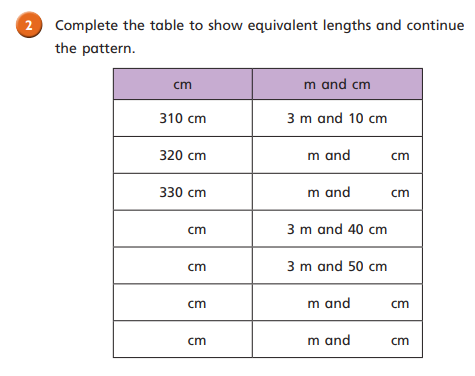 2 Complete the table to show equivalent lengths and continue
the pattern.
cm m and cm
310 cm 3 m and 10 cm
320 cm m and cm
330 cm m and cm
cm 3 m and 40 cm
cm 3 m and 50 cm
cm m and cm
cm m and cm